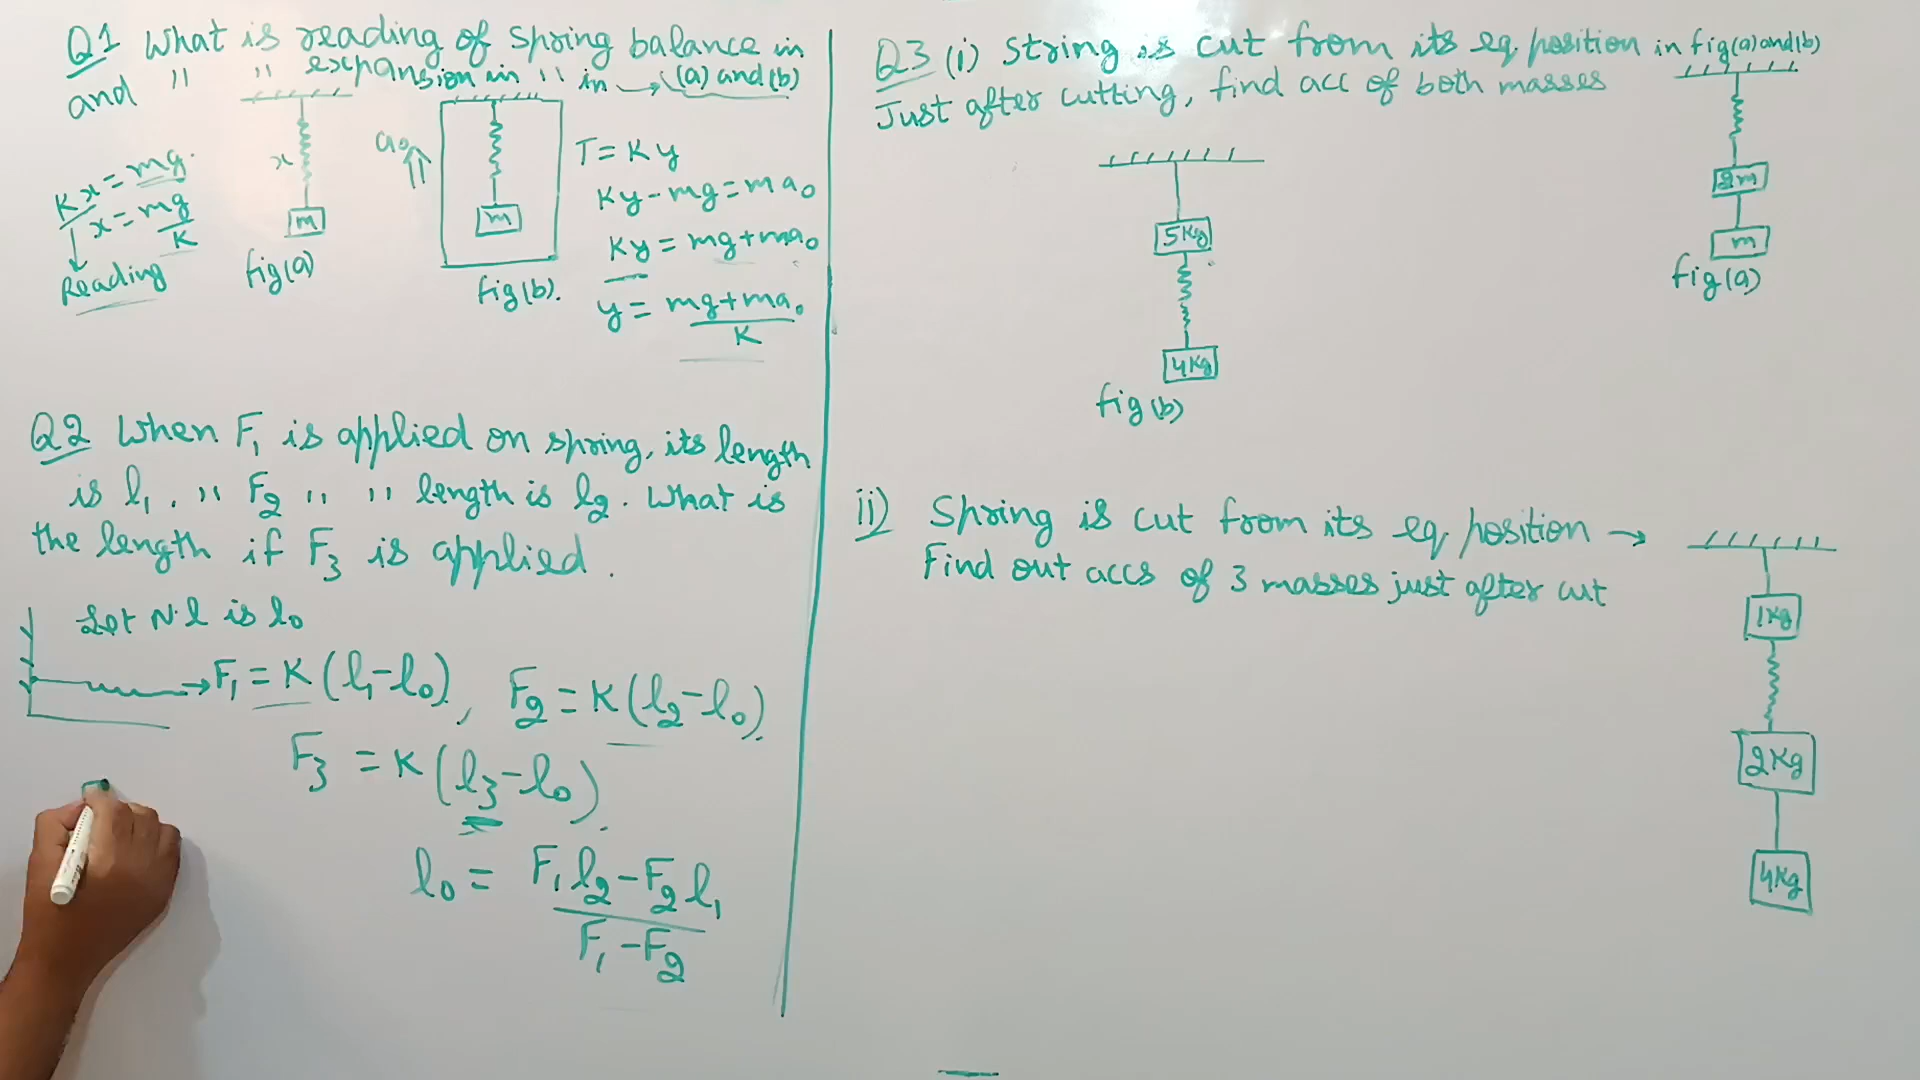 Q1 What is reading of spring balance in
and " " expansion in " in → (a) and (b)
Kx = mg.
x = mg/K
Reading
x
m
fig(a)
a₀
m
fig(b).
T = Ky
Ky - mg = ma₀
Ky = mg + ma₀
y = mg + ma₀/K
Q2 When F₁ is applied on spring, its length
is l₁. " F₂ " " length is l₂. What is
the length if F₃ is applied.
Let N.l is l₀
F₁ = K(l₁ - l₀), F₂ = K(l₂ - l₀)
F₃ = K(l₃ - l₀)
l₀ = F₁l₂ - F₂l₁/F₁ - F₂
Q3 (i) String is cut from its eq. position in fig(a) and (b)
Just after cutting, find acc of both masses
2m
m
fig(a)
5Kg
4Kg
fig(b)
ii) Spring is cut from its eq. position →
Find out accs of 3 masses just after cut
1Kg
2Kg
4Kg